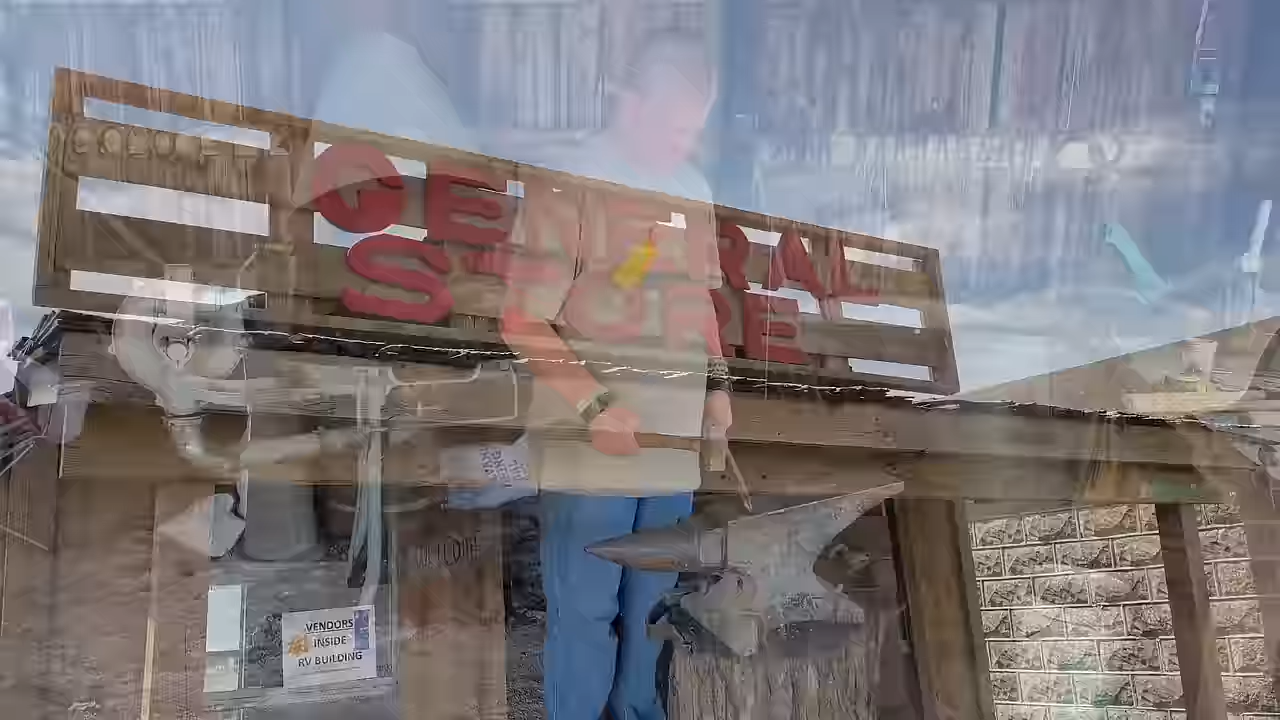 GENERAL
STORE
VENDORS
INSIDE
RV BUILDING